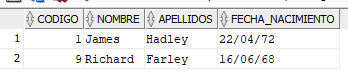 CODIGO NOMBRE APELLIDOS FECHA_NACIMIENTO
1 1 James Hadley 22/04/72
2 9 Richard Farley 16/06/68